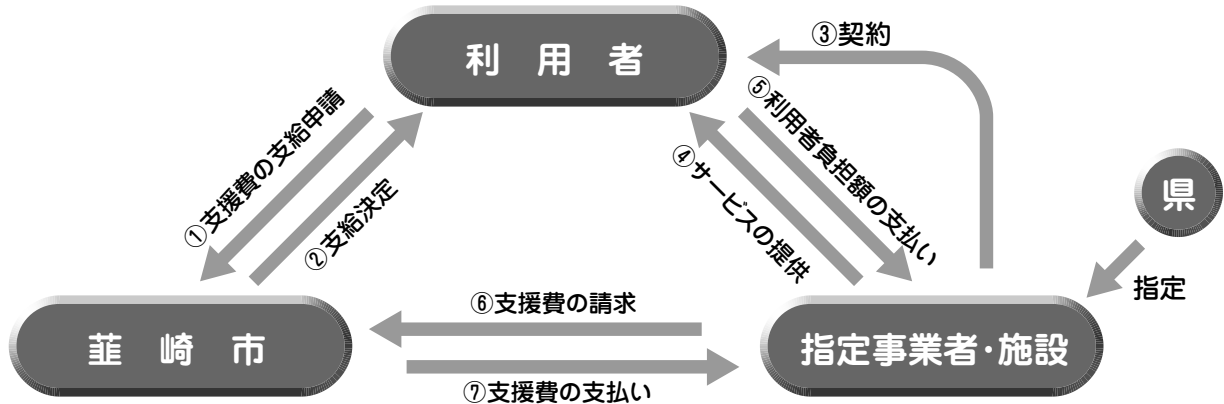 利用者
③契約
①支援費の支給申請
②支給決定
⑤利用者負担額の支払い
④サービスの提供
県
指定
韮崎市
⑥支援費の請求
⑦支援費の支払い
指定事業者・施設